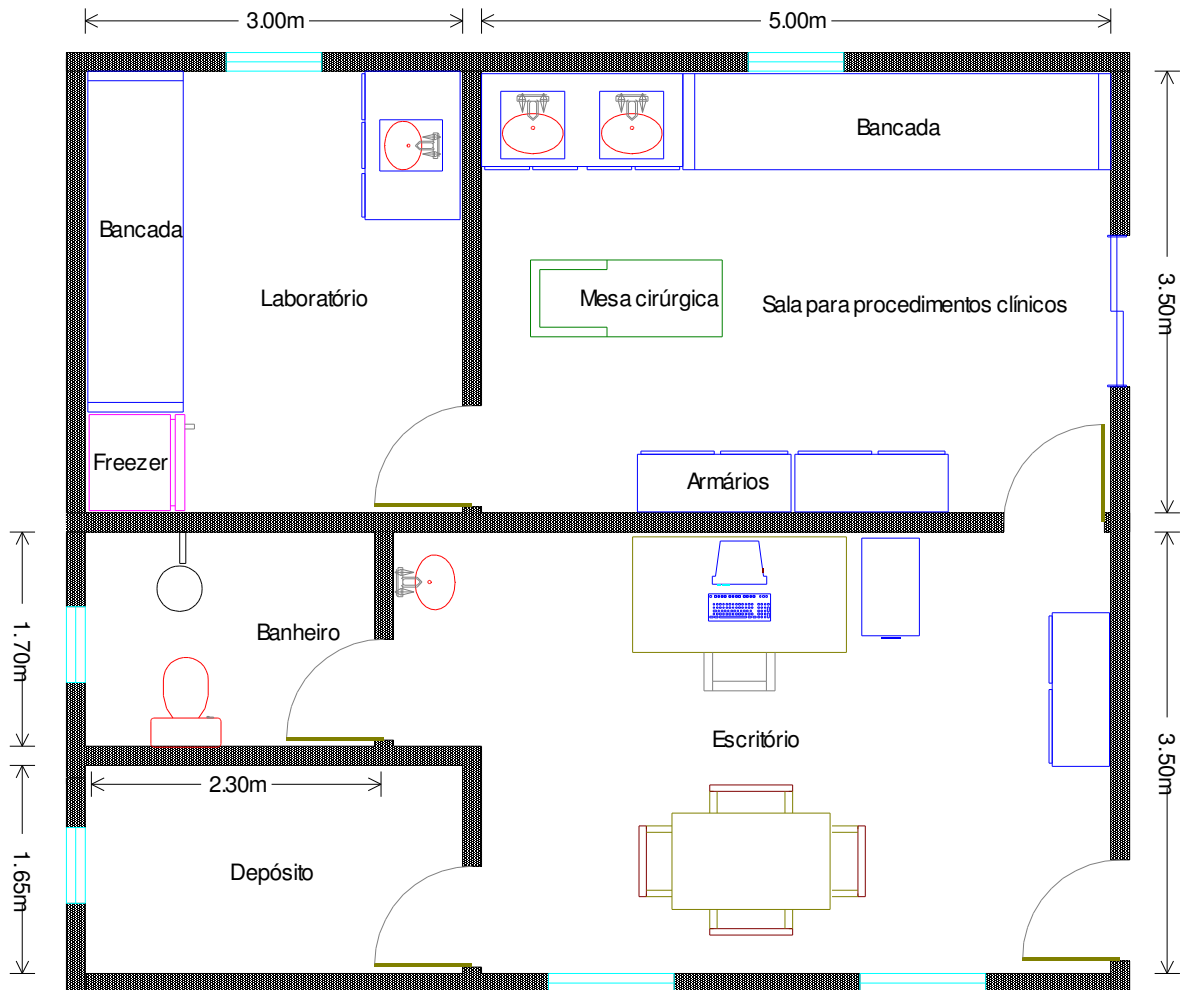 3.00m
5.00m
Bancada
Bancada
3.50m
Laboratório
Mesa cirúrgica
Sala para procedimentos clínicos
Freezer
Armários
1.70m
Banheiro
Escritório
3.50m
2.30m
1.65m
Depósito